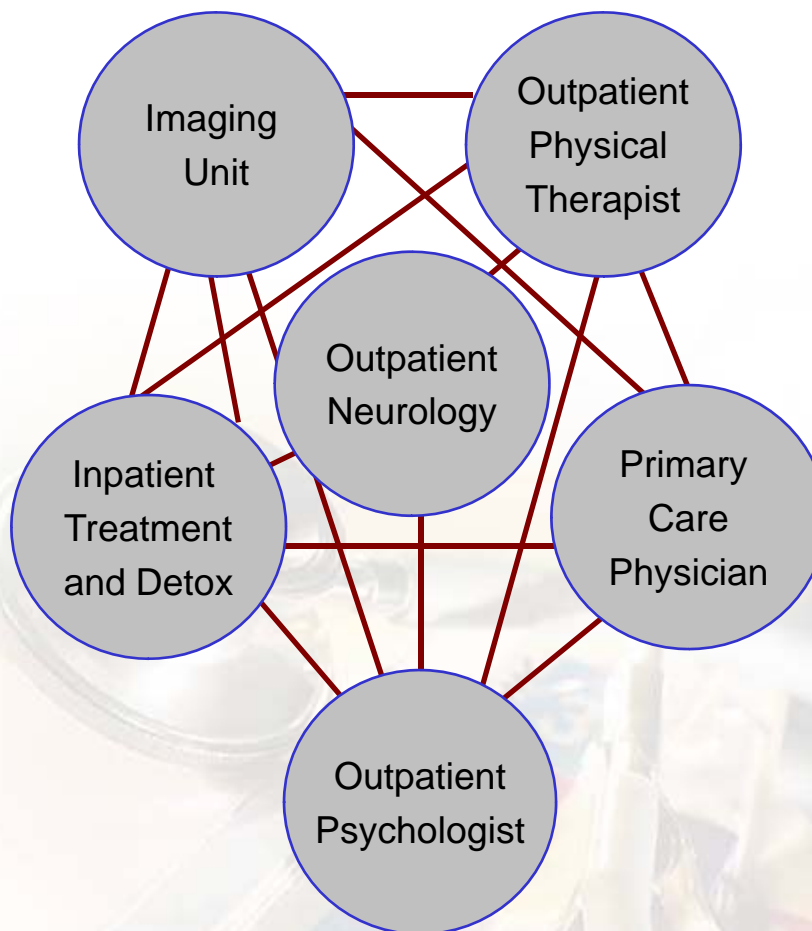 Imaging
Unit
Outpatient
Physical
Therapist
Outpatient
Neurology
Inpatient
Treatment
and Detox
Primary
Care
Physician
Outpatient
Psychologist